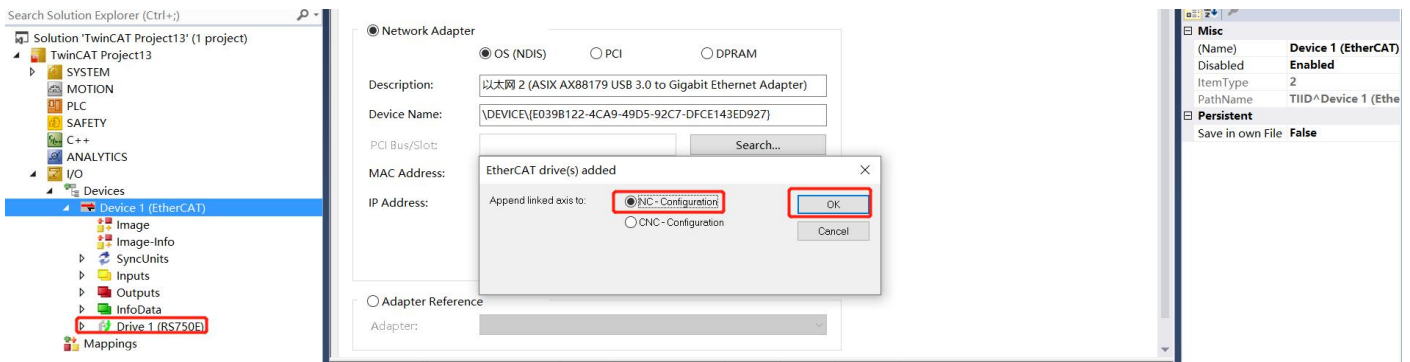 Search Solution Explorer (Ctrl+;)
Solution 'TwinCAT Project13' (1 project)
TwinCAT Project13
SYSTEM
MOTION
PLC
SAFETY
C++
ANALYTICS
I/O
Devices
Device 1 (EtherCAT)
Image
Image-Info
SyncUnits
Inputs
Outputs
InfoData
Drive 1 (RS750E)
Mappings
Network Adapter
OS (NDIS) PCI DPRAM
Description: 以太网 2 (ASIX AX88179 USB 3.0 to Gigabit Ethernet Adapter)
Device Name: \DEVICE\{E039B122-4CA9-49D5-92C7-DFCE143ED927}
PCI Bus/Slot: Search...
MAC Address:
IP Address:
EtherCAT drive(s) added
Append linked axis to: NC - Configuration OK
CNC - Configuration Cancel
Adapter Reference
Adapter:
Misc
(Name) Device 1 (EtherCAT)
Disabled Enabled
ItemType 2
PathName TIID^Device 1 (Ethe
Persistent
Save in own File False